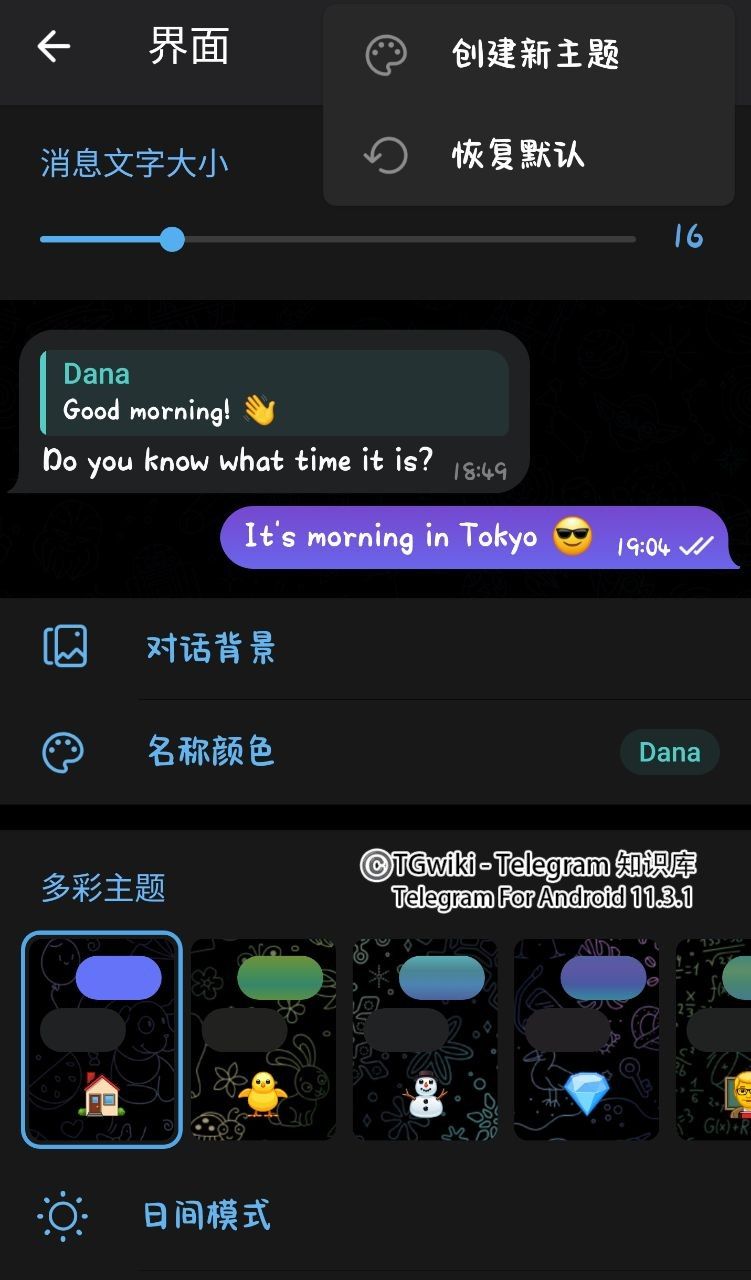 界面
创建新主题
恢复默认
消息文字大小
16
Dana
Good morning! 👋
Do you know what time it is? 18:49
It's morning in Tokyo 😎 19:04
对话背景
名称颜色 Dana
多彩主题
©TGwiki - Telegram 知识库
Telegram For Android 11.3.1
日间模式